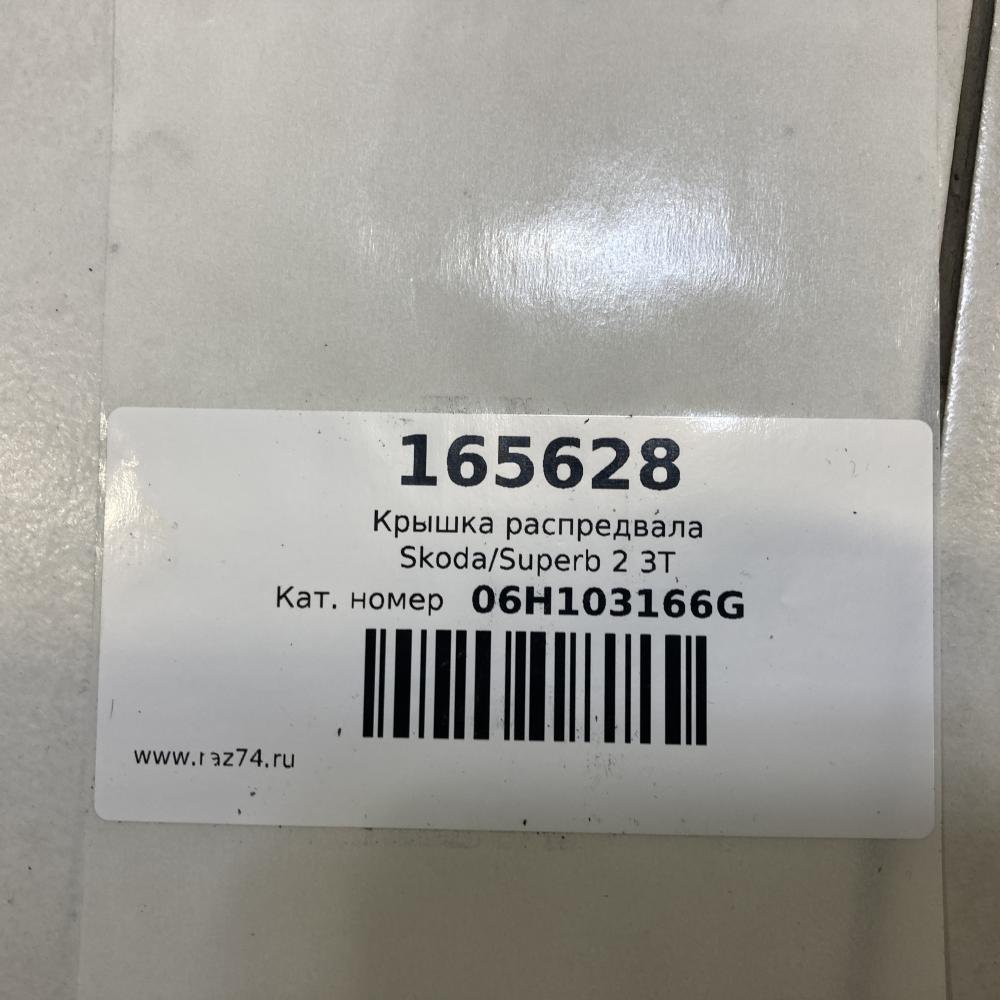 165628
Крышка распредвала
Skoda/Superb 2 3T
Кат. номер 06H103166G
www.raz74.ru